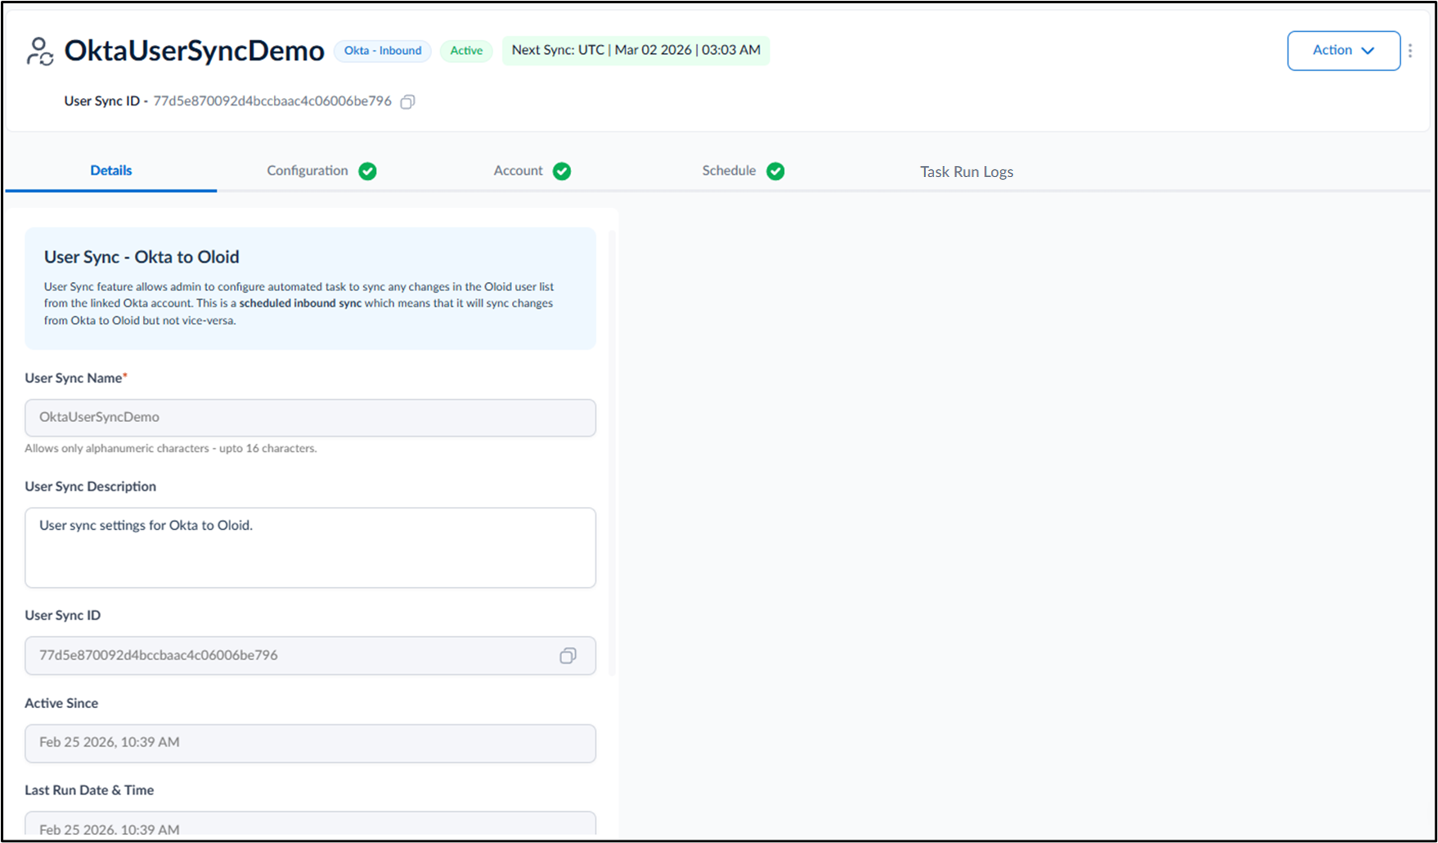 OktaUserSyncDemo
Okta - Inbound
Active
Next Sync: UTC | Mar 02 2026 | 03:03 AM
Action
User Sync ID - 77d5e870092d4bccbaac4c06006be796
Details
Configuration
Account
Schedule
Task Run Logs
User Sync - Okta to Oloid
User Sync feature allows admin to configure automated task to sync any changes in the Oloid user list
from the linked Okta account. This is a scheduled inbound sync which means that it will sync changes
from Okta to Oloid but not vice-versa.
User Sync Name*
OktaUserSyncDemo
Allows only alphanumeric characters - upto 16 characters.
User Sync Description
User sync settings for Okta to Oloid.
User Sync ID
77d5e870092d4bccbaac4c06006be796
Active Since
Feb 25 2026, 10:39 AM
Last Run Date & Time
Feb 25 2026, 10:39 AM